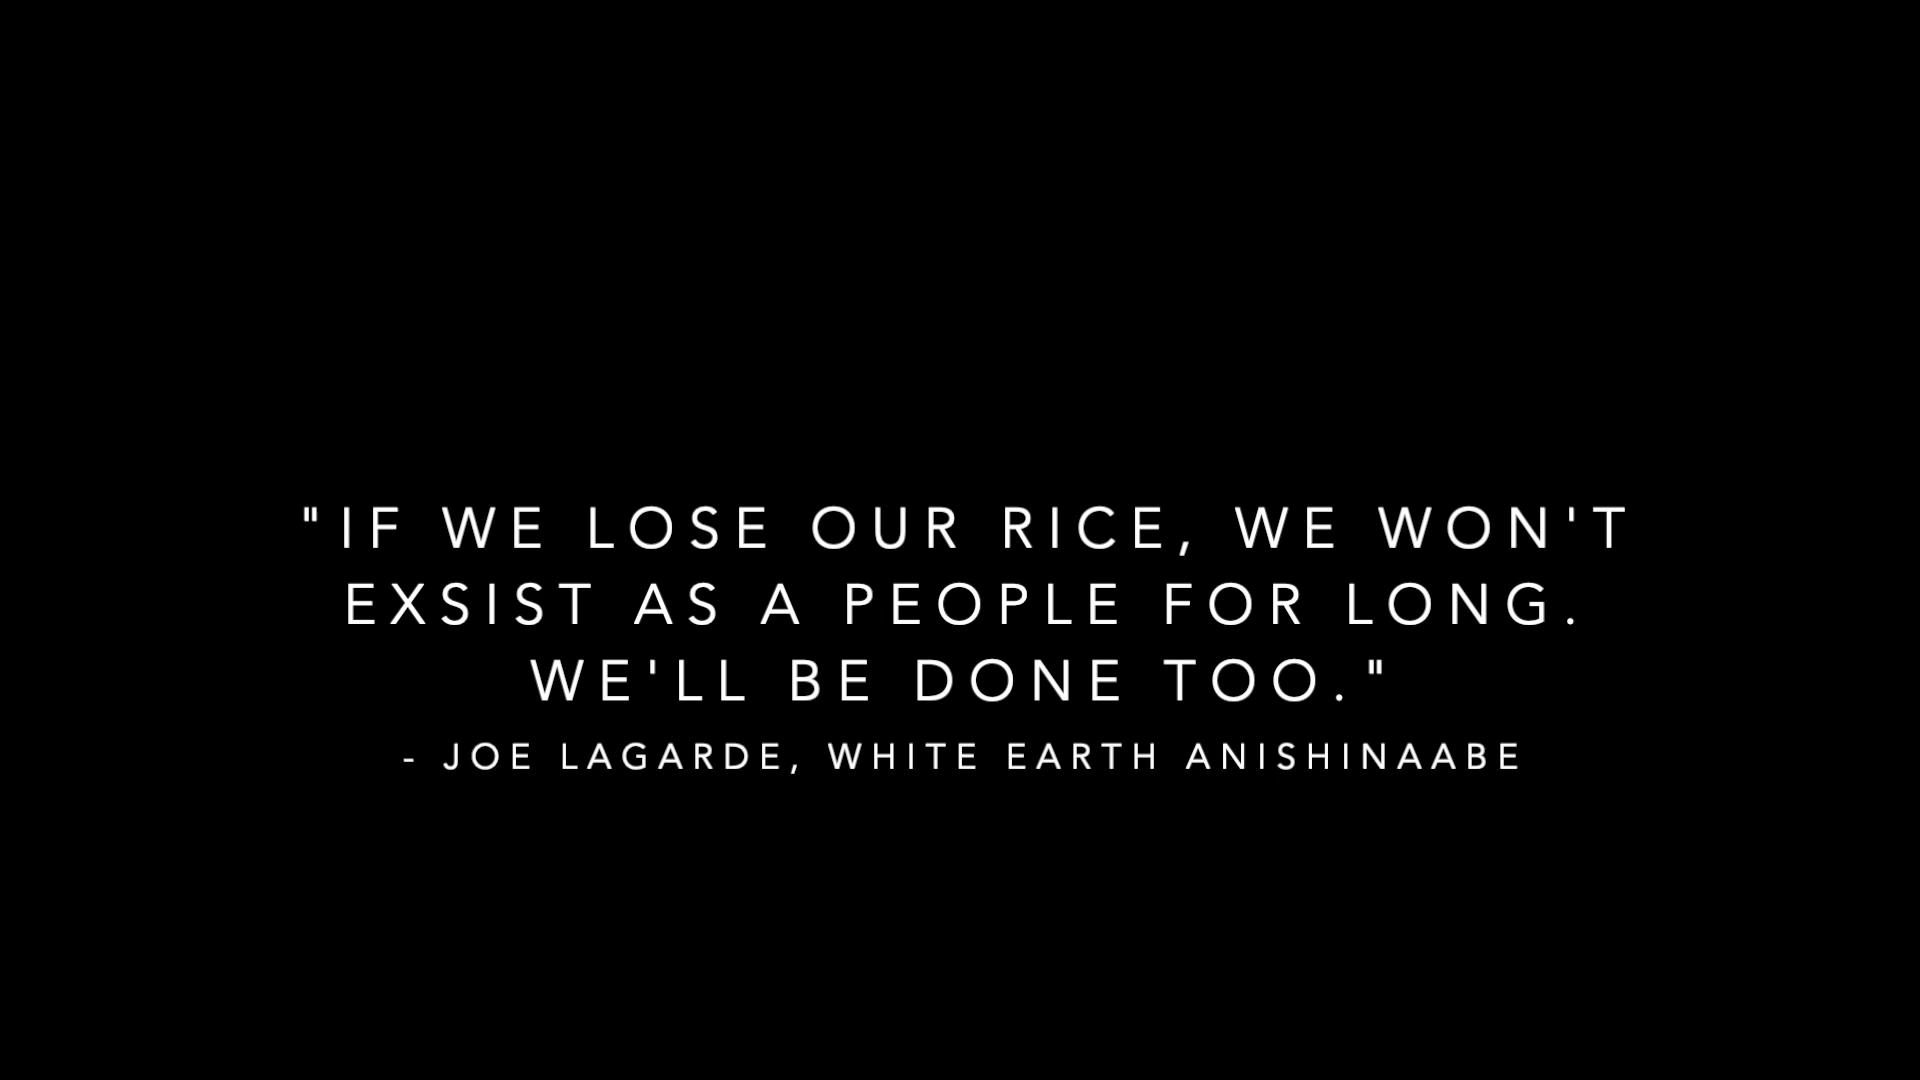 "IF WE LOSE OUR RICE, WE WON'T
EXSIST AS A PEOPLE FOR LONG.
WE'LL BE DONE TOO."
- JOE LAGARDE, WHITE EARTH ANISHINAABE